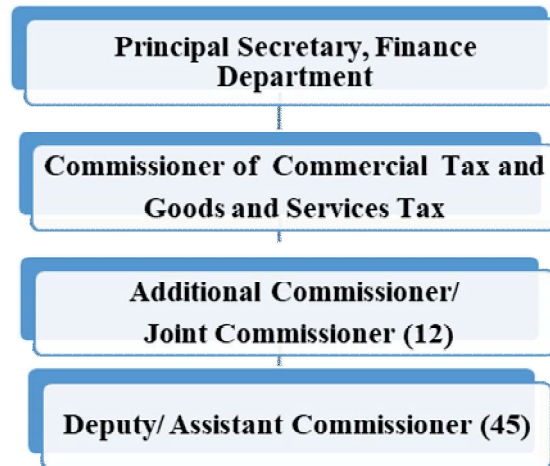 Principal Secretary, Finance
Department
Commissioner of Commercial Tax and
Goods and Services Tax
Additional Commissioner/
Joint Commissioner (12)
Deputy/ Assistant Commissioner (45)